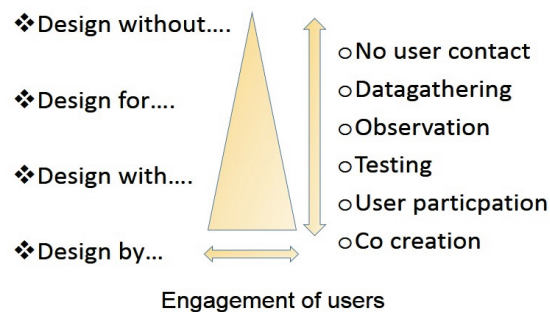 ❖Design without....
❖Design for....
❖Design with....
❖Design by...
oNo user contact
oDatagathering
oObservation
oTesting
oUser particpation
oCo creation
Engagement of users